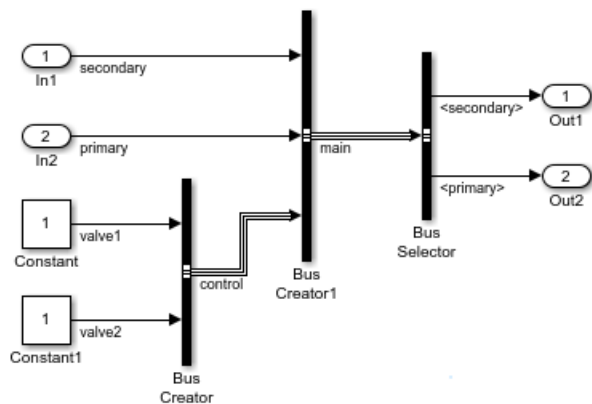 1
In1
secondary
2
In2
primary
1
Constant
valve1
1
Constant1
valve2
Bus
Creator
control
Bus
Creator1
main
Bus
Selector
<secondary>
1
Out1
<primary>
2
Out2